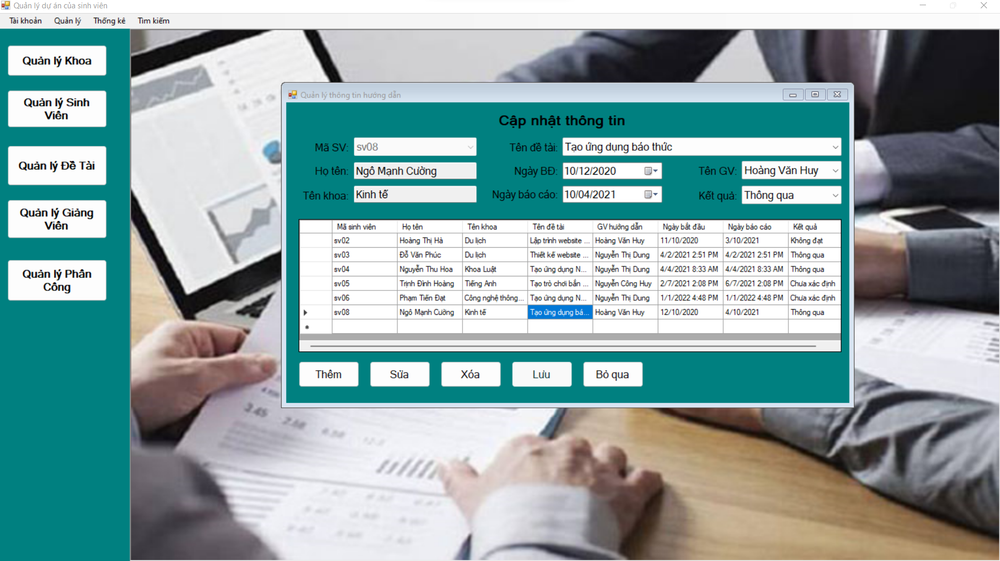 Quản lý dự án của sinh viên
Tài khoản Quản lý Thống kê Tìm kiếm
Quản lý Khoa
Quản lý Sinh
Viên
Quản lý Đề Tài
Quản lý Giảng
Viên
Quản lý Phân
Công
Quản lý thông tin hướng dẫn
Cập nhật thông tin
Mã SV: sv08 Tên đề tài: Tạo ứng dụng báo thức
Họ tên: Ngô Mạnh Cường Ngày BĐ: 10/12/2020 Tên GV: Hoàng Văn Huy
Tên khoa: Kinh tế Ngày báo cáo: 10/04/2021 Kết quả: Thông qua
Mã sinh viên Họ tên Tên khoa Tên đề tài GV hướng dẫn Ngày bắt đầu Ngày báo cáo Kết quả
sv02 Hoàng Thị Hà Du lịch Lập trình website ... Hoàng Văn Huy 11/10/2020 3/10/2021 Không đạt
sv03 Đỗ Văn Phúc Du lịch Thiết kế website ... Nguyễn Thị Dung 4/2/2021 2:51 PM 4/2/2021 2:51 PM Thông qua
sv04 Nguyễn Thu Hoa Khoa Luật Tạo ứng dụng N... Nguyễn Thị Dung 4/4/2021 8:33 AM 4/4/2021 8:33 AM Thông qua
sv05 Trịnh Đình Hoàng Tiếng Anh Tạo trò chơi bắn ... Nguyễn Công Huy 2/7/2021 2:08 PM 6/7/2021 2:08 PM Chưa xác định
sv06 Phạm Tiến Đạt Công nghệ thông... Tạo ứng dụng N... Nguyễn Thị Dung 1/1/2022 4:48 PM 1/1/2022 4:48 PM Chưa xác định
sv08 Ngô Mạnh Cường Kinh tế Tạo ứng dụng bá... Hoàng Văn Huy 12/10/2020 4/10/2021 Thông qua
Thêm Sửa Xóa Lưu Bỏ qua
3.45 2.58